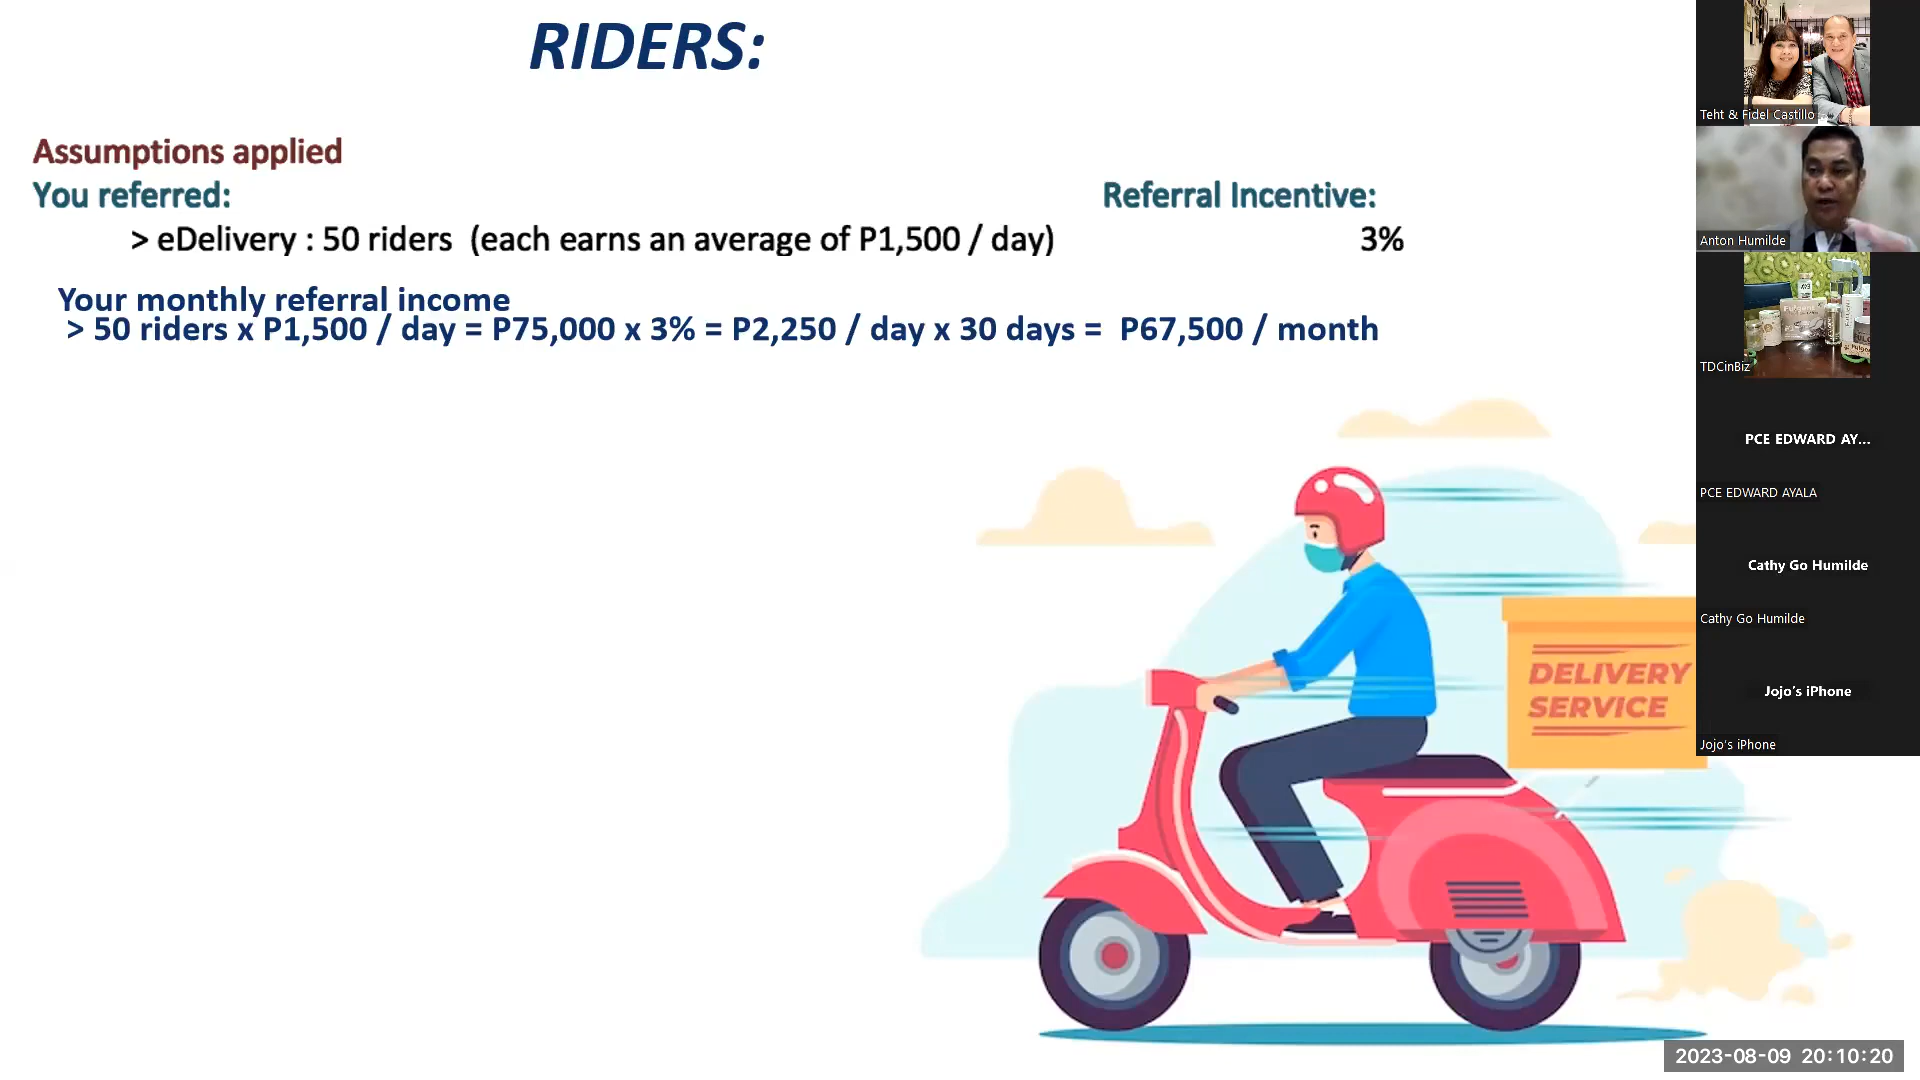 RIDERS:
Assumptions applied
You referred:
Referral Incentive:
> eDelivery : 50 riders (each earns an average of P1,500 / day)
3%
Your monthly referral income
> 50 riders x P1,500 / day = P75,000 x 3% = P2,250 / day x 30 days = P67,500 / month
DELIVERY
SERVICE
Teht & Fidel Castillo
Anton Humilde
TDCinBiz
PCE EDWARD AY...
PCE EDWARD AYALA
Cathy Go Humilde
Cathy Go Humilde
Jojo's iPhone
Jojo's iPhone
2023-08-09 20:10:20